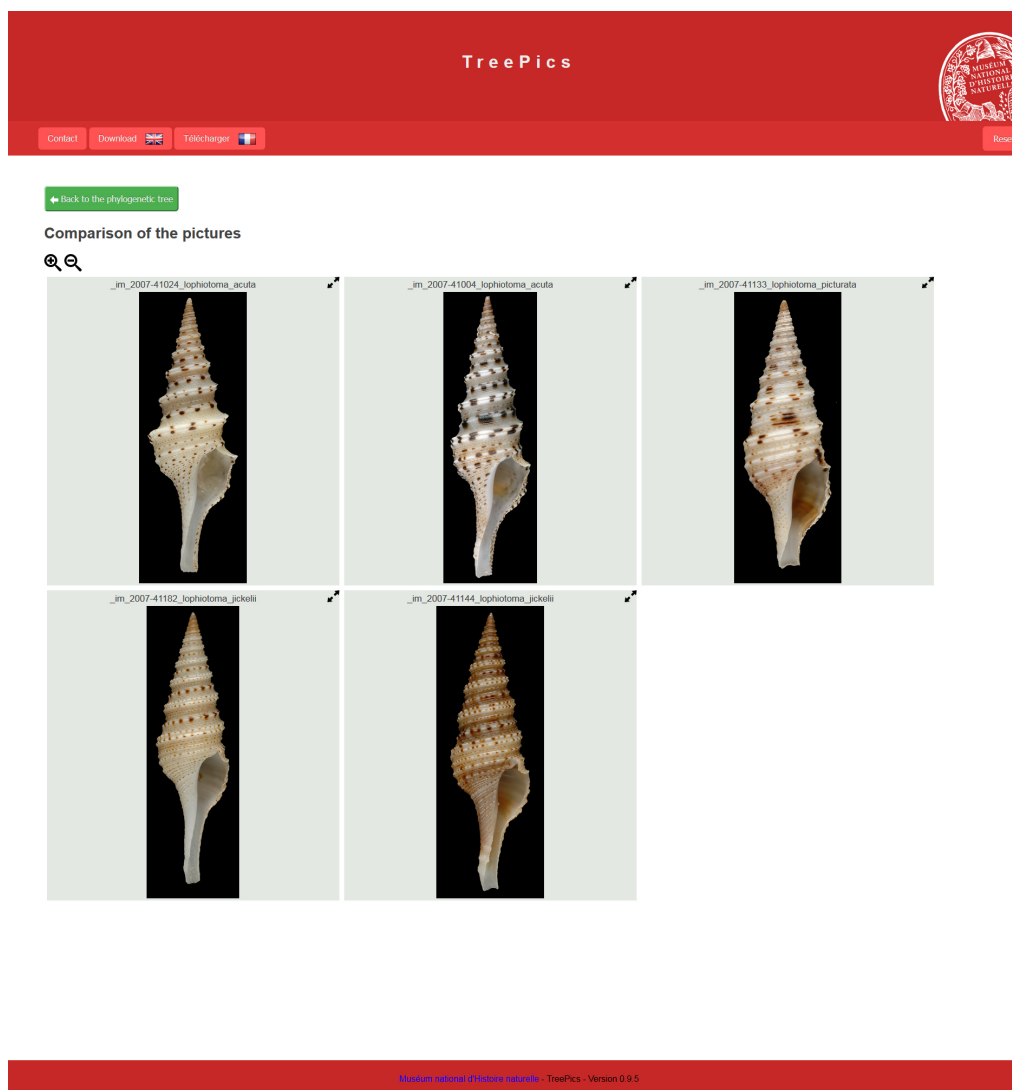 TreePics
MUSÉUM
NATIONAL
D'HISTOIRE
NATURELLE
Contact Download Télécharger Rese
Back to the phylogenetic tree
Comparison of the pictures
_im_2007-41024_lophiotoma_acuta
_im_2007-41004_lophiotoma_acuta
_im_2007-41133_lophiotoma_picturata
_im_2007-41182_lophiotoma_jickelii
_im_2007-41144_lophiotoma_jickelii
Muséum national d'Histoire naturelle - TreePics - Version 0.9.5